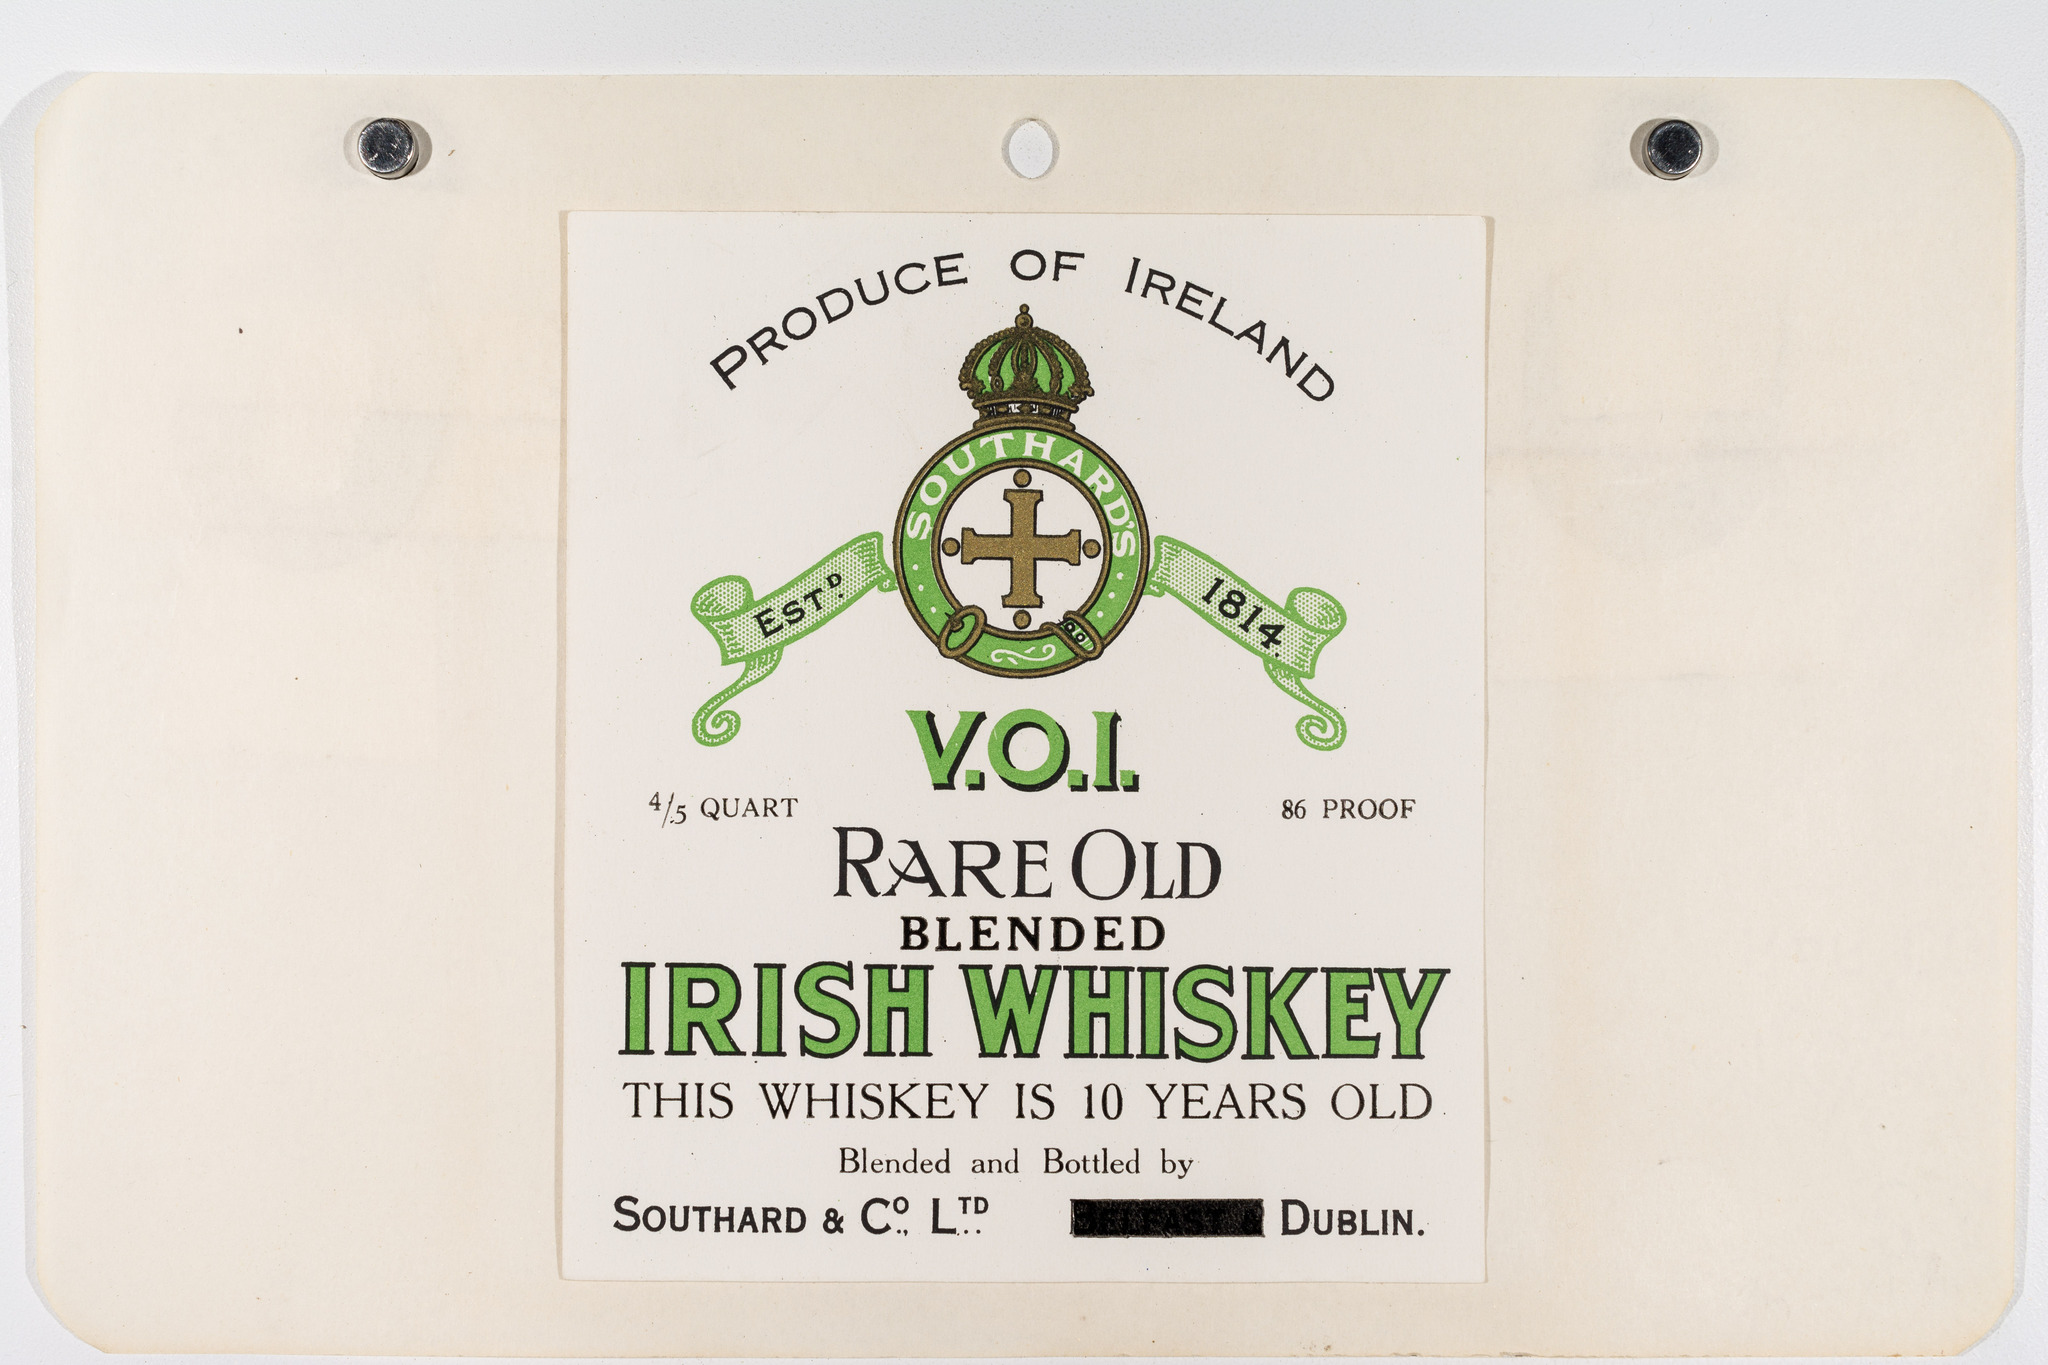 PRODUCE OF IRELAND
SOUTHARD'S
ESTD. 1814.
V.O.I.
4/5 QUART 86 PROOF
RARE OLD
BLENDED
IRISH WHISKEY
THIS WHISKEY IS 10 YEARS OLD
Blended and Bottled by
SOUTHARD & CO., LTD BELFAST & DUBLIN.